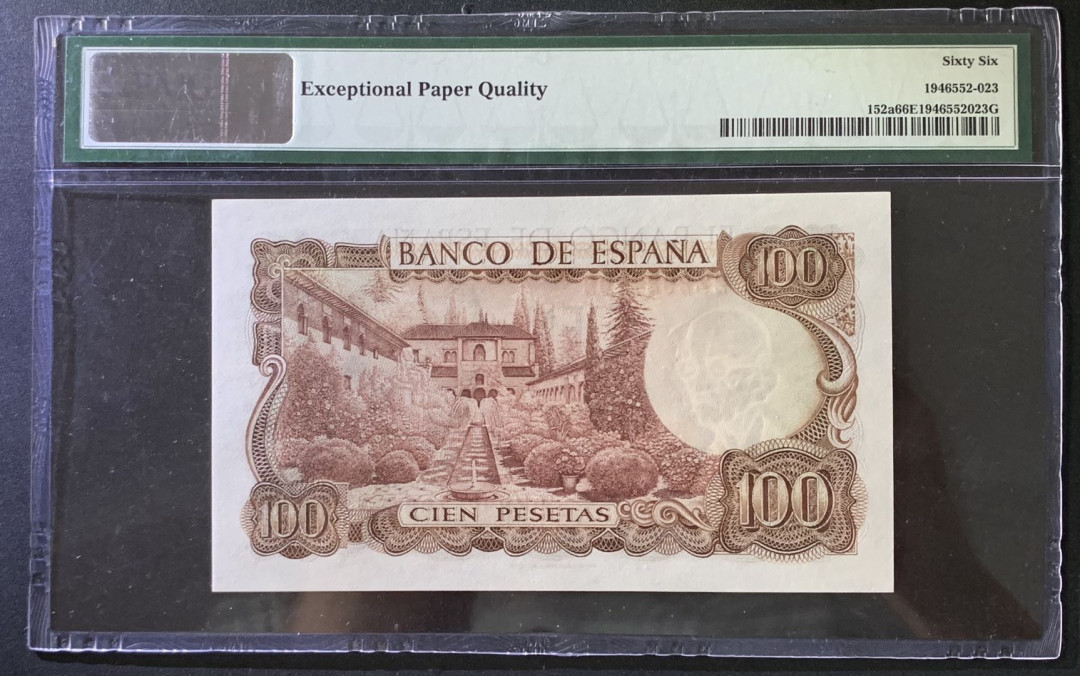 Sixty Six
Exceptional Paper Quality
1946552-023
152a66E1946552023G
BANCO DE ESPAÑA
100
100
CIEN PESETAS
100